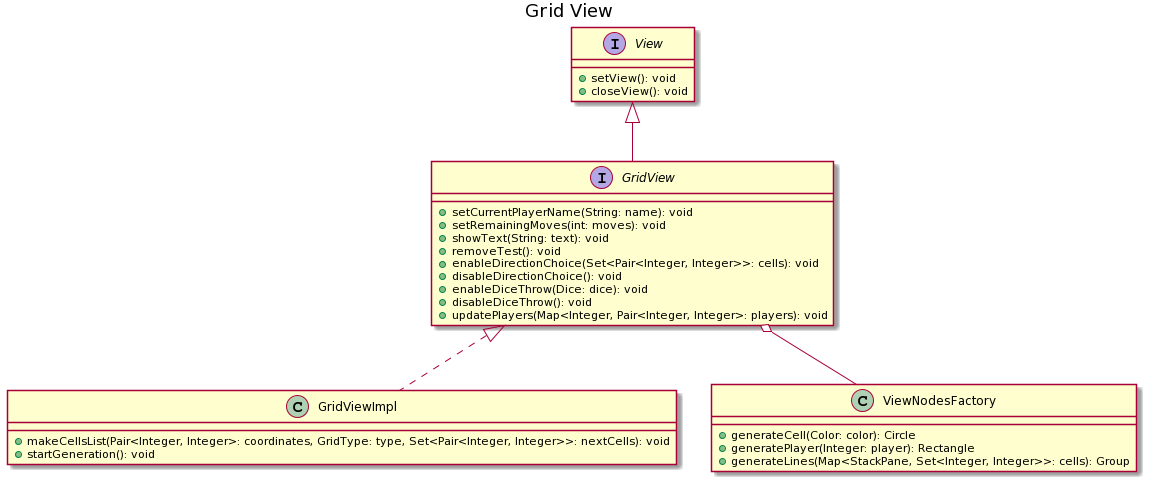 Grid View
I View
setView(): void
closeView(): void
I GridView
setCurrentPlayerName(String: name): void
setRemainingMoves(int: moves): void
showText(String: text): void
removeTest(): void
enableDirectionChoice(Set<Pair<Integer, Integer>>: cells): void
disableDirectionChoice(): void
enableDiceThrow(Dice: dice): void
disableDiceThrow(): void
updatePlayers(Map<Integer, Pair<Integer, Integer>: players): void
C GridViewImpl
makeCellsList(Pair<Integer, Integer>: coordinates, GridType: type, Set<Pair<Integer, Integer>>: nextCells): void
startGeneration(): void
C ViewNodesFactory
generateCell(Color: color): Circle
generatePlayer(Integer: player): Rectangle
generateLines(Map<StackPane, Set<Integer, Integer>>: cells): Group